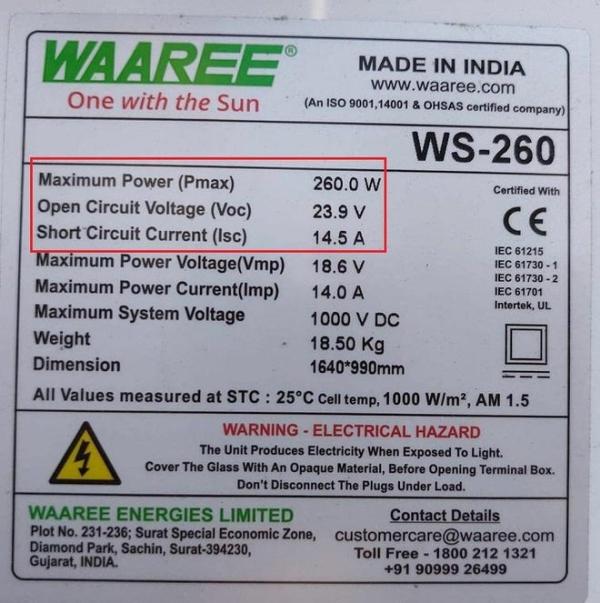 WAAREE®
One with the Sun
MADE IN INDIA
www.waaree.com
(An ISO 9001,14001 & OHSAS certified company)
WS-260
Maximum Power (Pmax) 260.0 W
Open Circuit Voltage (Voc) 23.9 V
Short Circuit Current (Isc) 14.5 A
Maximum Power Voltage(Vmp) 18.6 V
Maximum Power Current(Imp) 14.0 A
Maximum System Voltage 1000 V DC
Weight 18.50 Kg
Dimension 1640*990mm
Certified With
CE
IEC 61215
IEC 61730 - 1
IEC 61730 - 2
IEC 61701
Intertek, UL
All Values measured at STC : 25°C Cell temp, 1000 W/m², AM 1.5
WARNING - ELECTRICAL HAZARD
The Unit Produces Electricity When Exposed To Light.
Cover The Glass With An Opaque Material, Before Opening Terminal Box.
Don't Disconnect The Plugs Under Load.
WAAREE ENERGIES LIMITED
Plot No. 231-236; Surat Special Economic Zone,
Diamond Park, Sachin, Surat-394230,
Gujarat, INDIA.
Contact Details
customercare@waaree.com
Toll Free - 1800 212 1321
+91 90999 26499